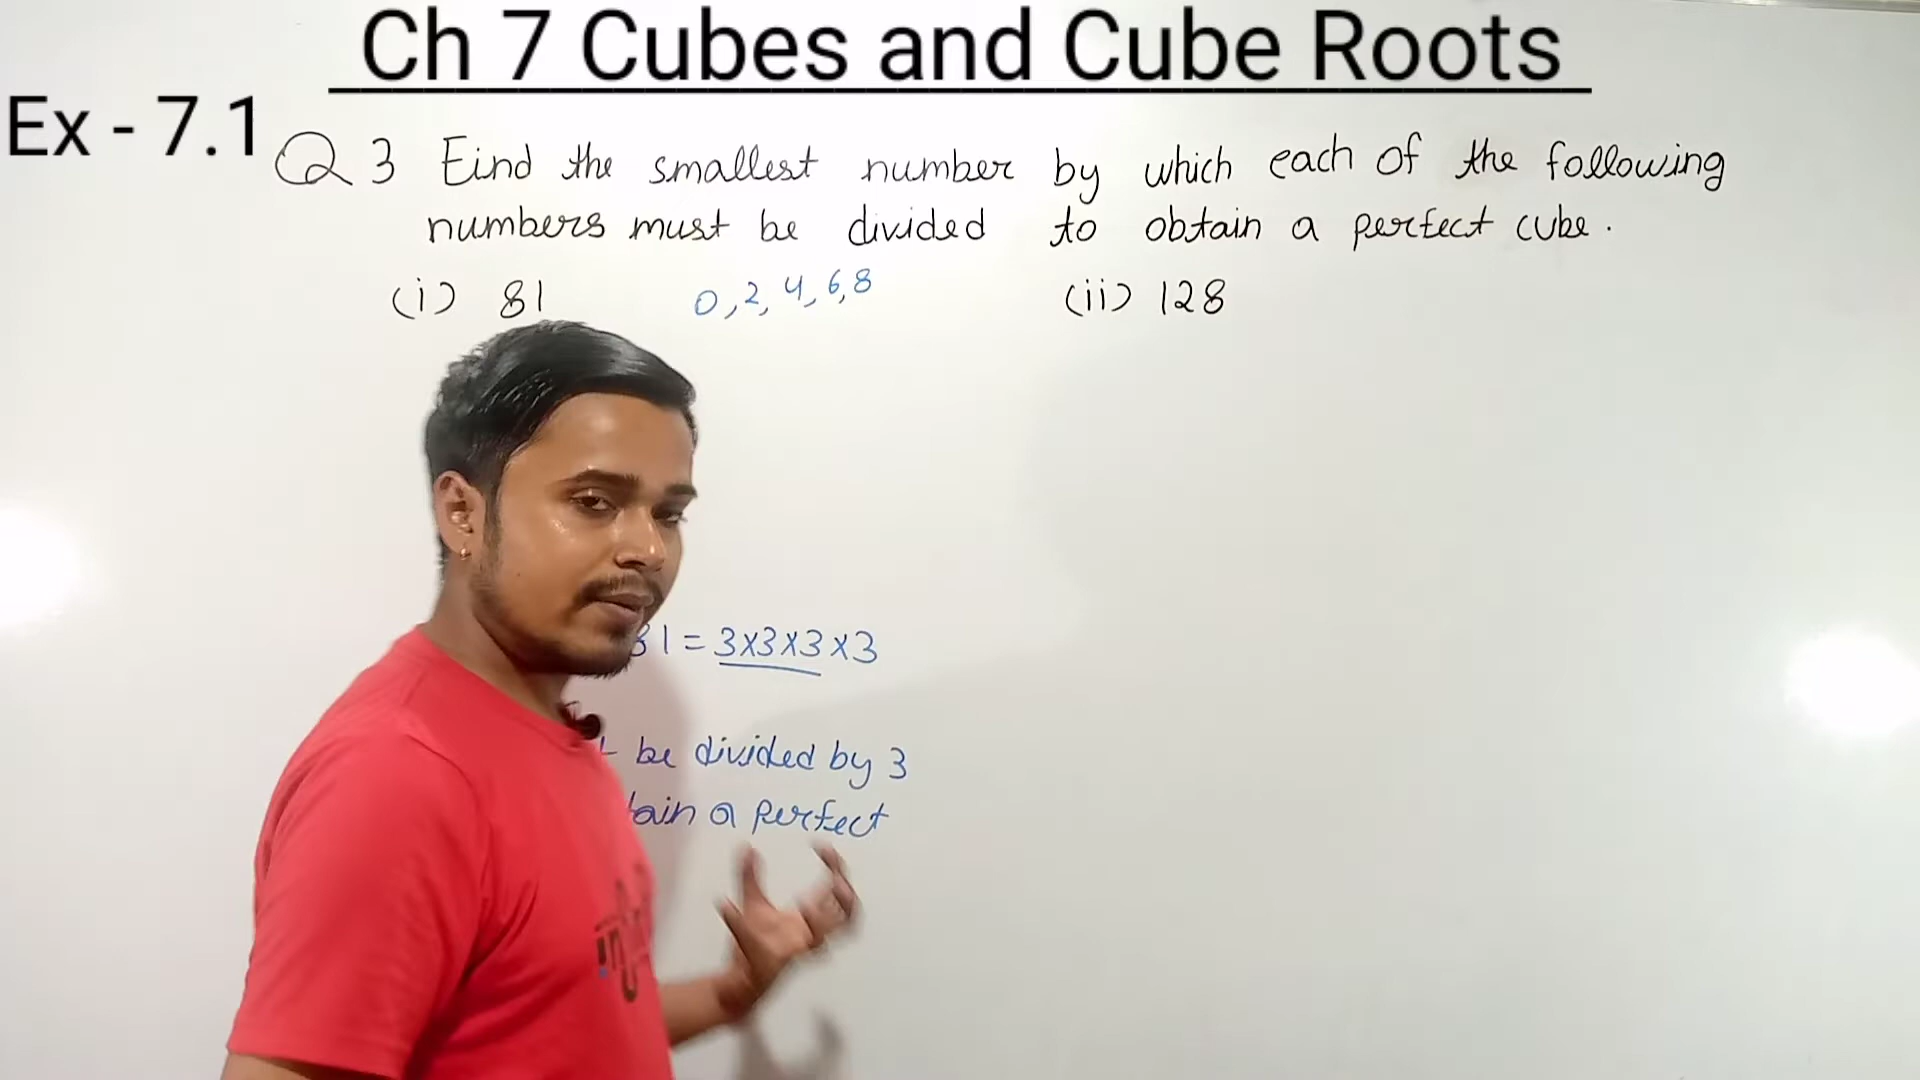 Ch 7 Cubes and Cube Roots
Ex - 7.1
Q 3 Find the smallest number by which each of the following
numbers must be divided to obtain a perfect cube.
(i) 81 0, 2, 4, 6, 8 (ii) 128
81 = 3x3x3x3
be divided by 3
a perfect